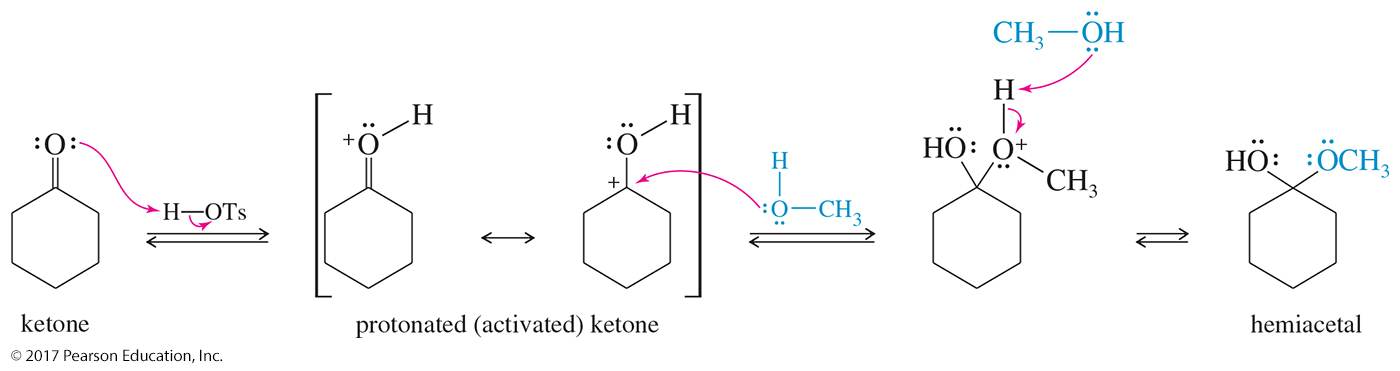 CH₃—ÖH
H
H
:O:
+Ö
H
:Ö
H
HÖ:
O+
CH₃
HÖ:
:ÖCH₃
H—OTs
+
:O—CH₃
ketone
protonated (activated) ketone
hemiacetal
© 2017 Pearson Education, Inc.